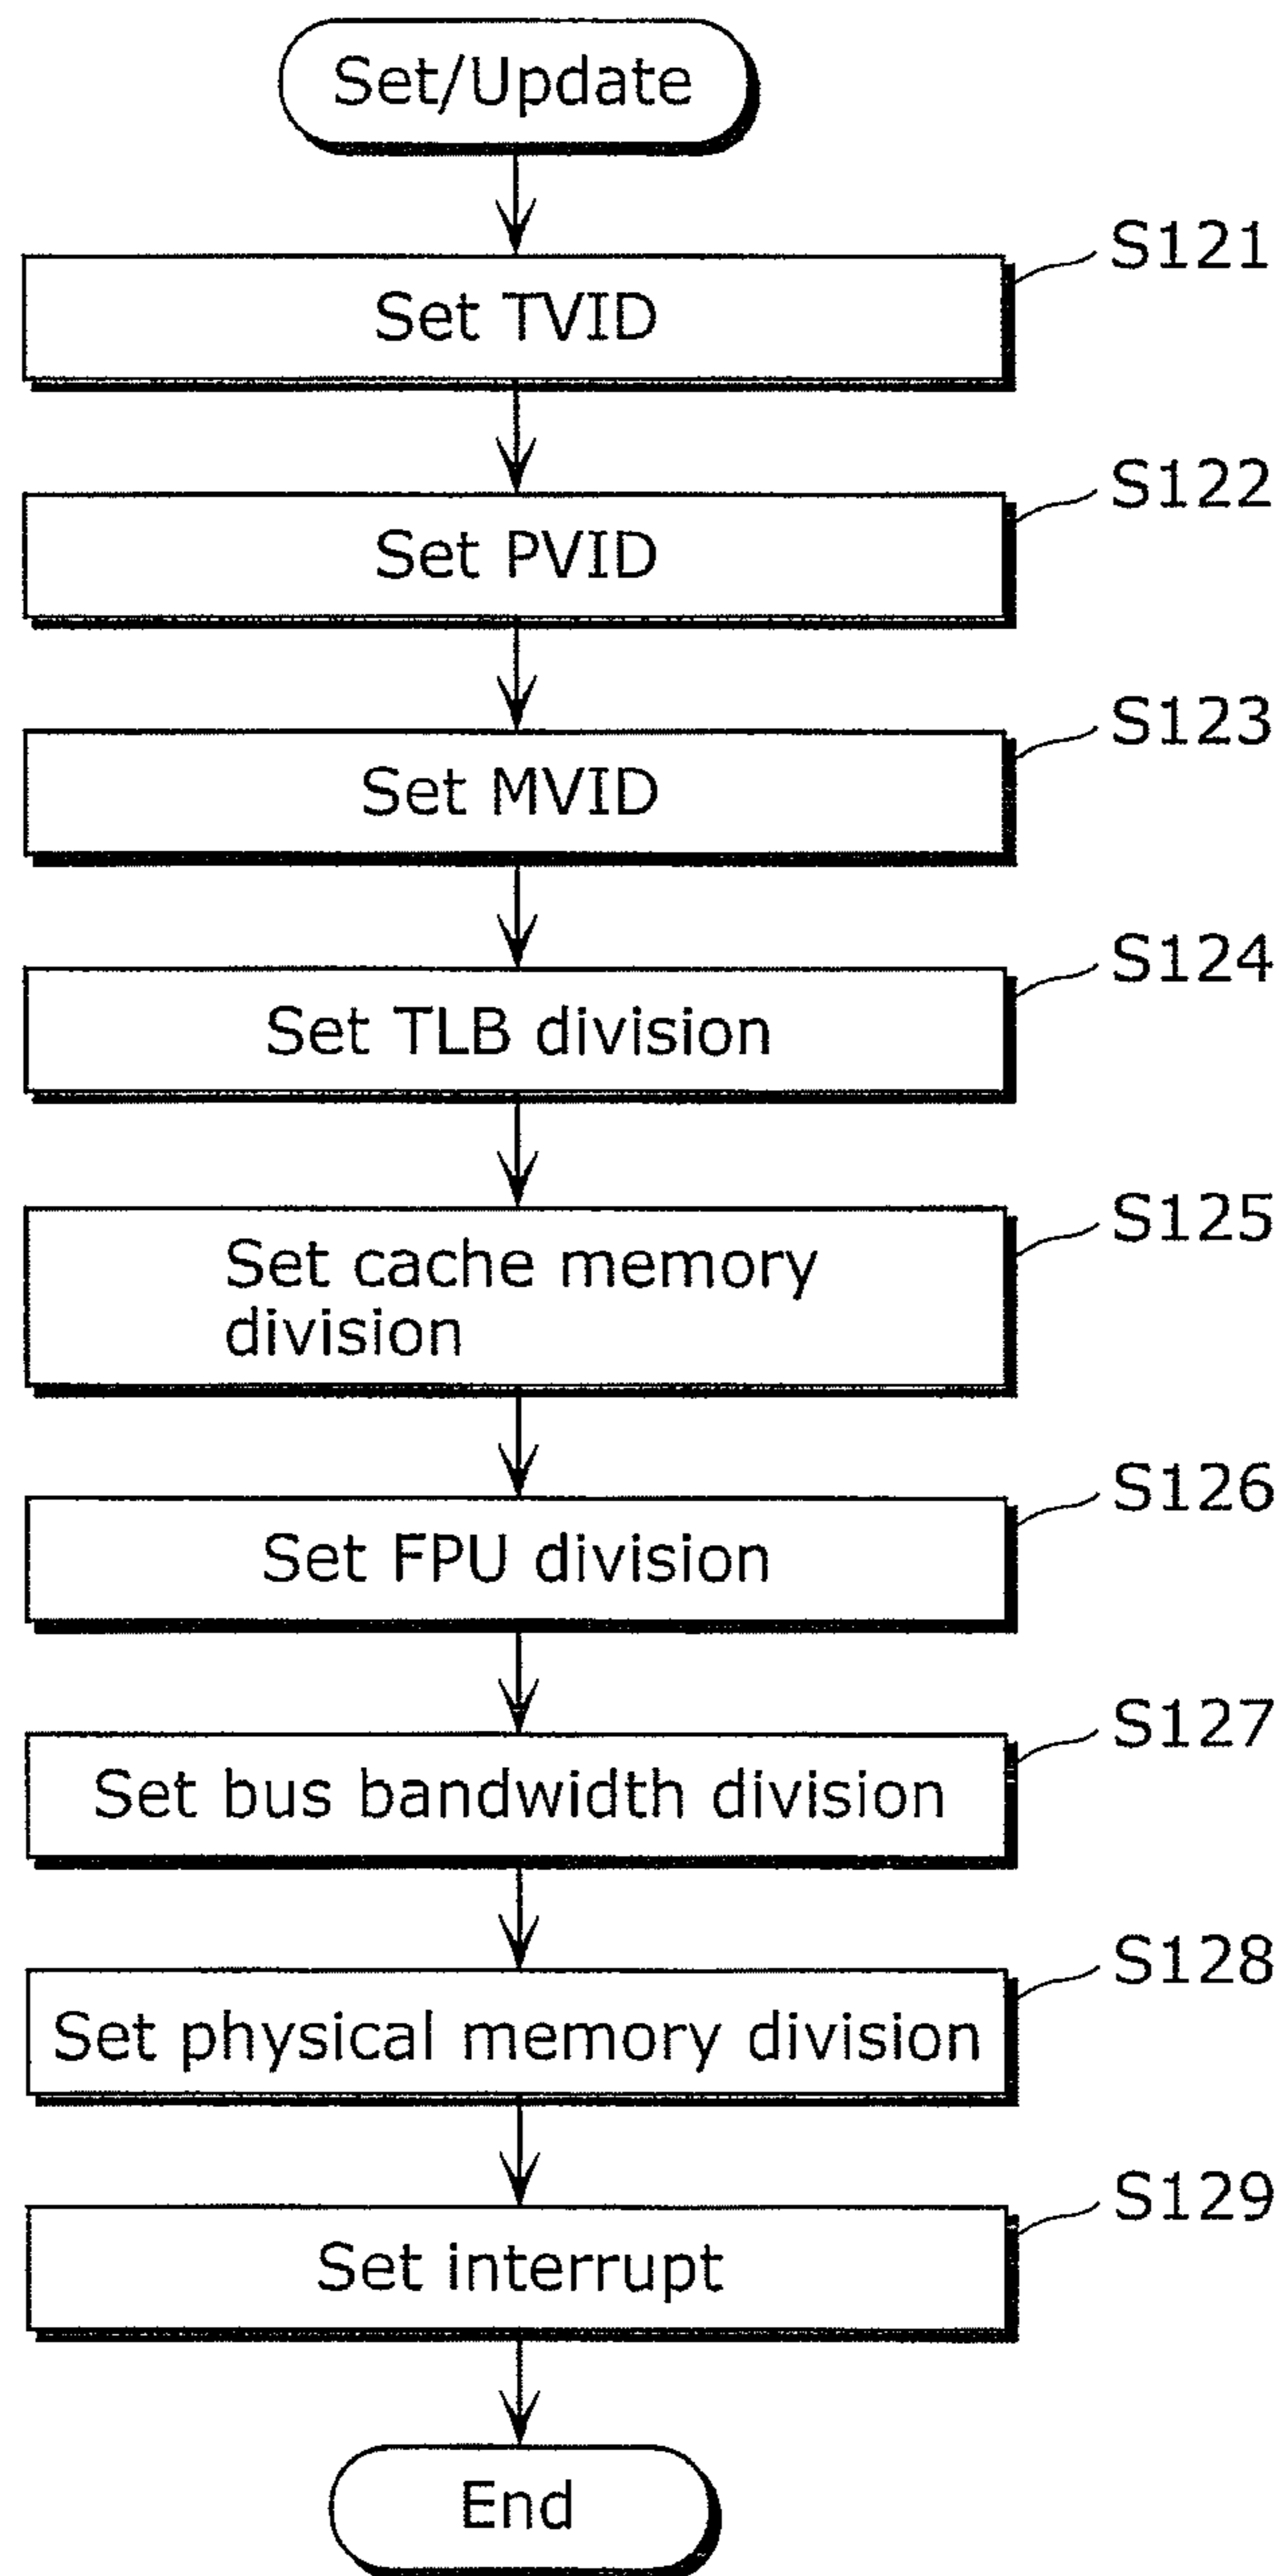 Set/Update
S121
Set TVID
S122
Set PVID
S123
Set MVID
S124
Set TLB division
S125
Set cache memory
division
S126
Set FPU division
S127
Set bus bandwidth division
S128
Set physical memory division
S129
Set interrupt
End